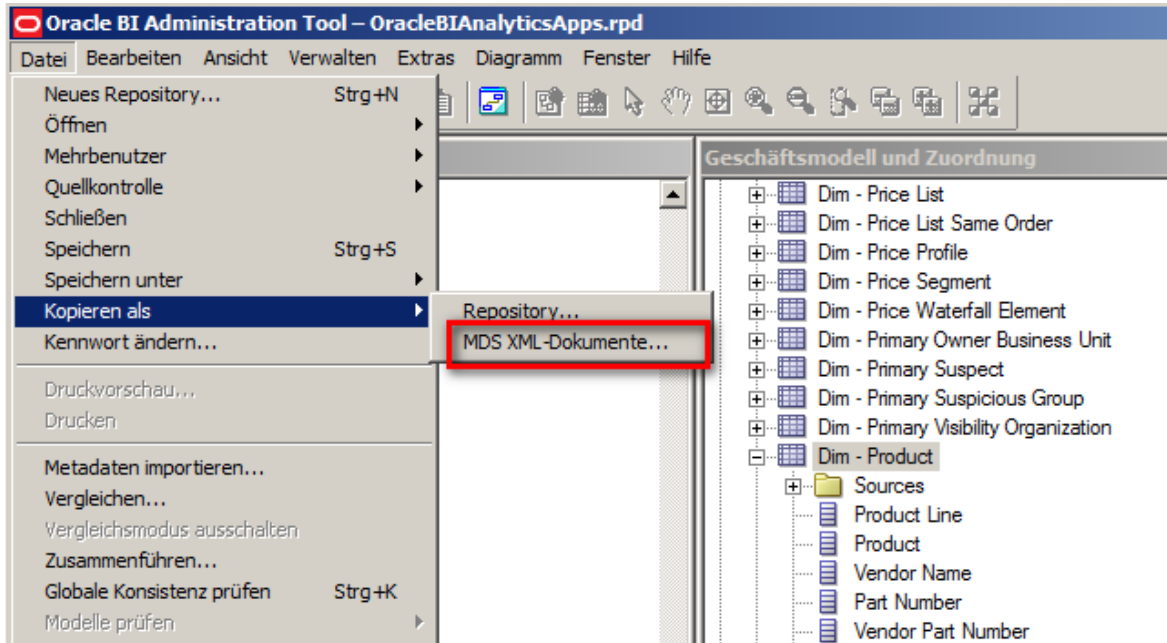 Oracle BI Administration Tool – OracleBIAnalyticsApps.rpd
Datei Bearbeiten Ansicht Verwalten Extras Diagramm Fenster Hilfe
Neues Repository... Strg+N
Öffnen
Mehrbenutzer
Quellkontrolle
Schließen
Speichern Strg+S
Speichern unter
Kopieren als
Kennwort ändern...
Druckvorschau...
Drucken
Metadaten importieren...
Vergleichen...
Vergleichsmodus ausschalten
Zusammenführen...
Globale Konsistenz prüfen Strg+K
Modelle prüfen
Repository...
MDS XML-Dokumente...
Geschäftsmodell und Zuordnung
Dim - Price List
Dim - Price List Same Order
Dim - Price Profile
Dim - Price Segment
Dim - Price Waterfall Element
Dim - Primary Owner Business Unit
Dim - Primary Suspect
Dim - Primary Suspicious Group
Dim - Primary Visibility Organization
Dim - Product
Sources
Product Line
Product
Vendor Name
Part Number
Vendor Part Number